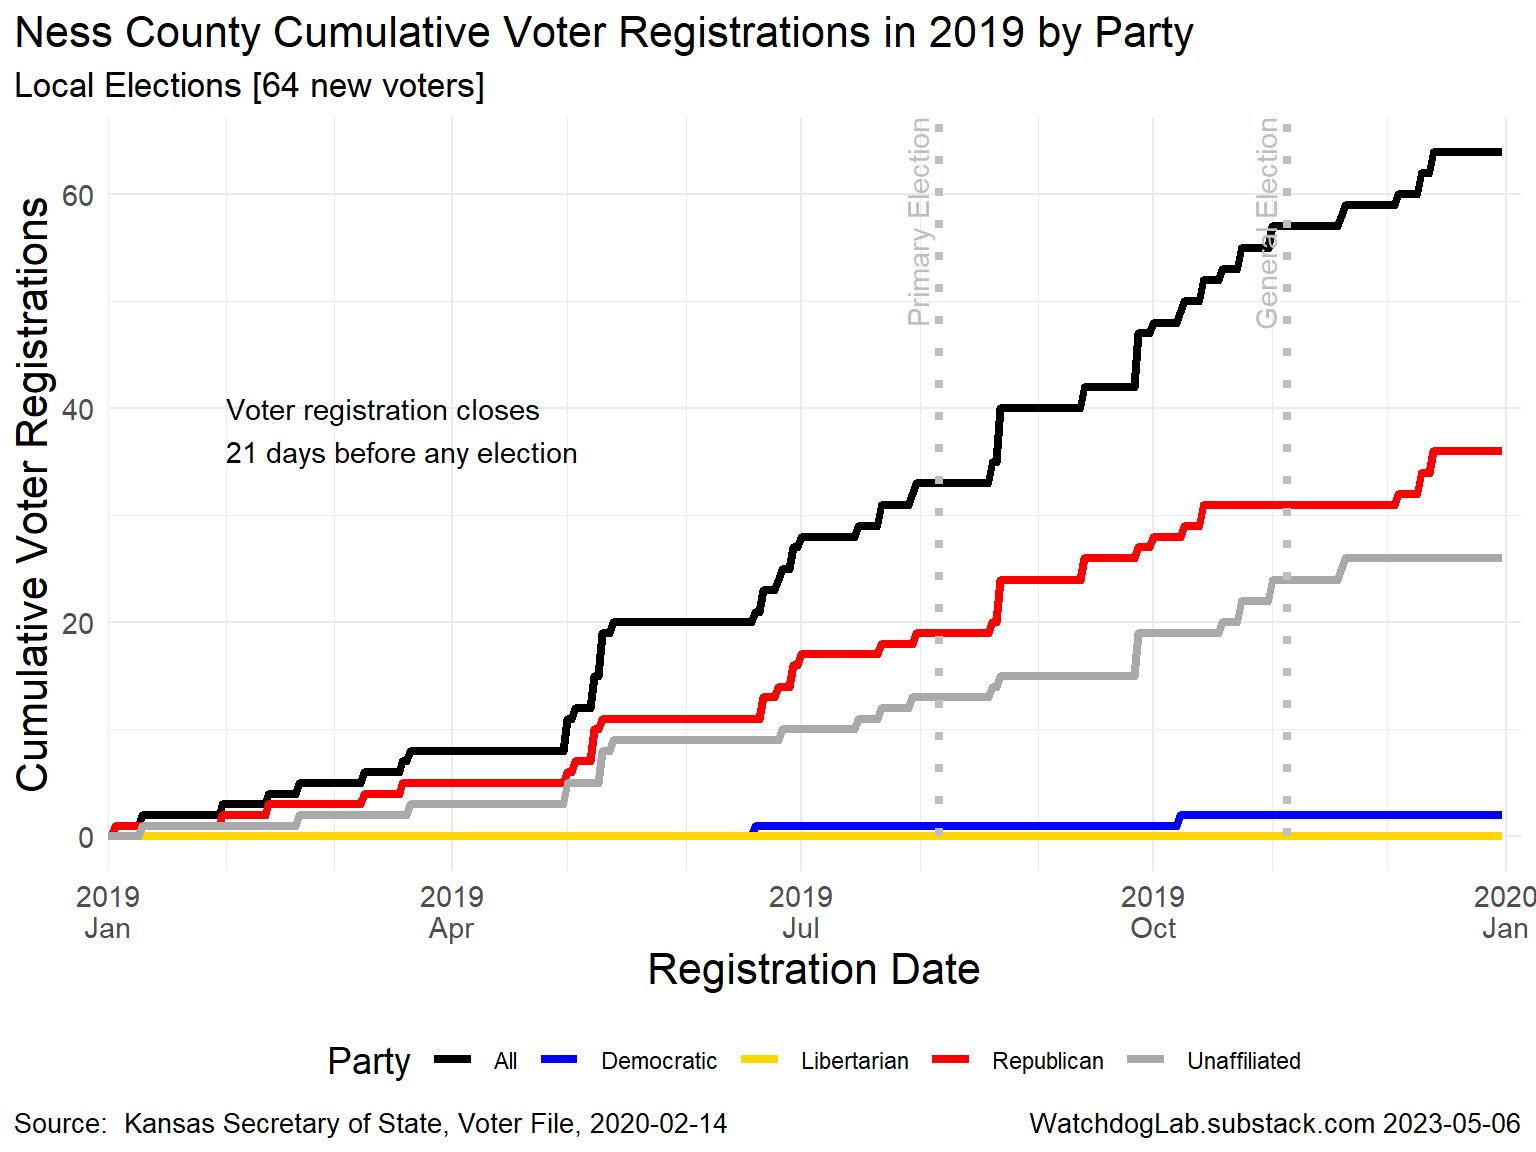 Ness County Cumulative Voter Registrations in 2019 by Party
Local Elections [64 new voters]
Cumulative Voter Registrations
60
40
20
0
Primary Election
General Election
Voter registration closes
21 days before any election
2019
Jan
2019
Apr
2019
Jul
2019
Oct
2020
Jan
Registration Date
Party
All
Democratic
Libertarian
Republican
Unaffiliated
Source:  Kansas Secretary of State, Voter File, 2020-02-14
WatchdogLab.substack.com 2023-05-06